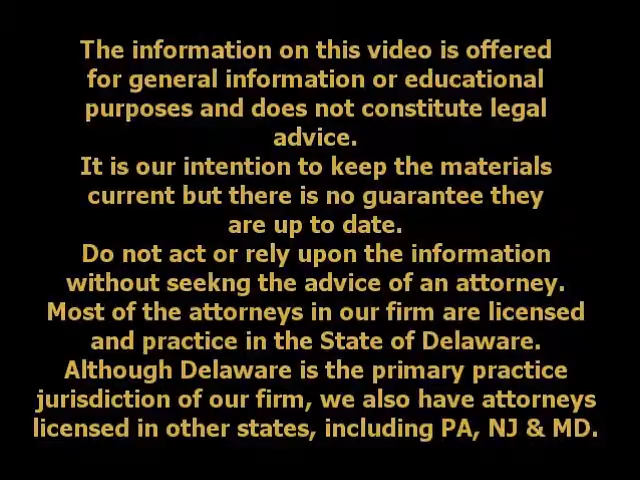 The information on this video is offered
for general information or educational
purposes and does not constitute legal
advice.
It is our intention to keep the materials
current but there is no guarantee they
are up to date.
Do not act or rely upon the information
without seekng the advice of an attorney.
Most of the attorneys in our firm are licensed
and practice in the State of Delaware.
Although Delaware is the primary practice
jurisdiction of our firm, we also have attorneys
licensed in other states, including PA, NJ & MD.